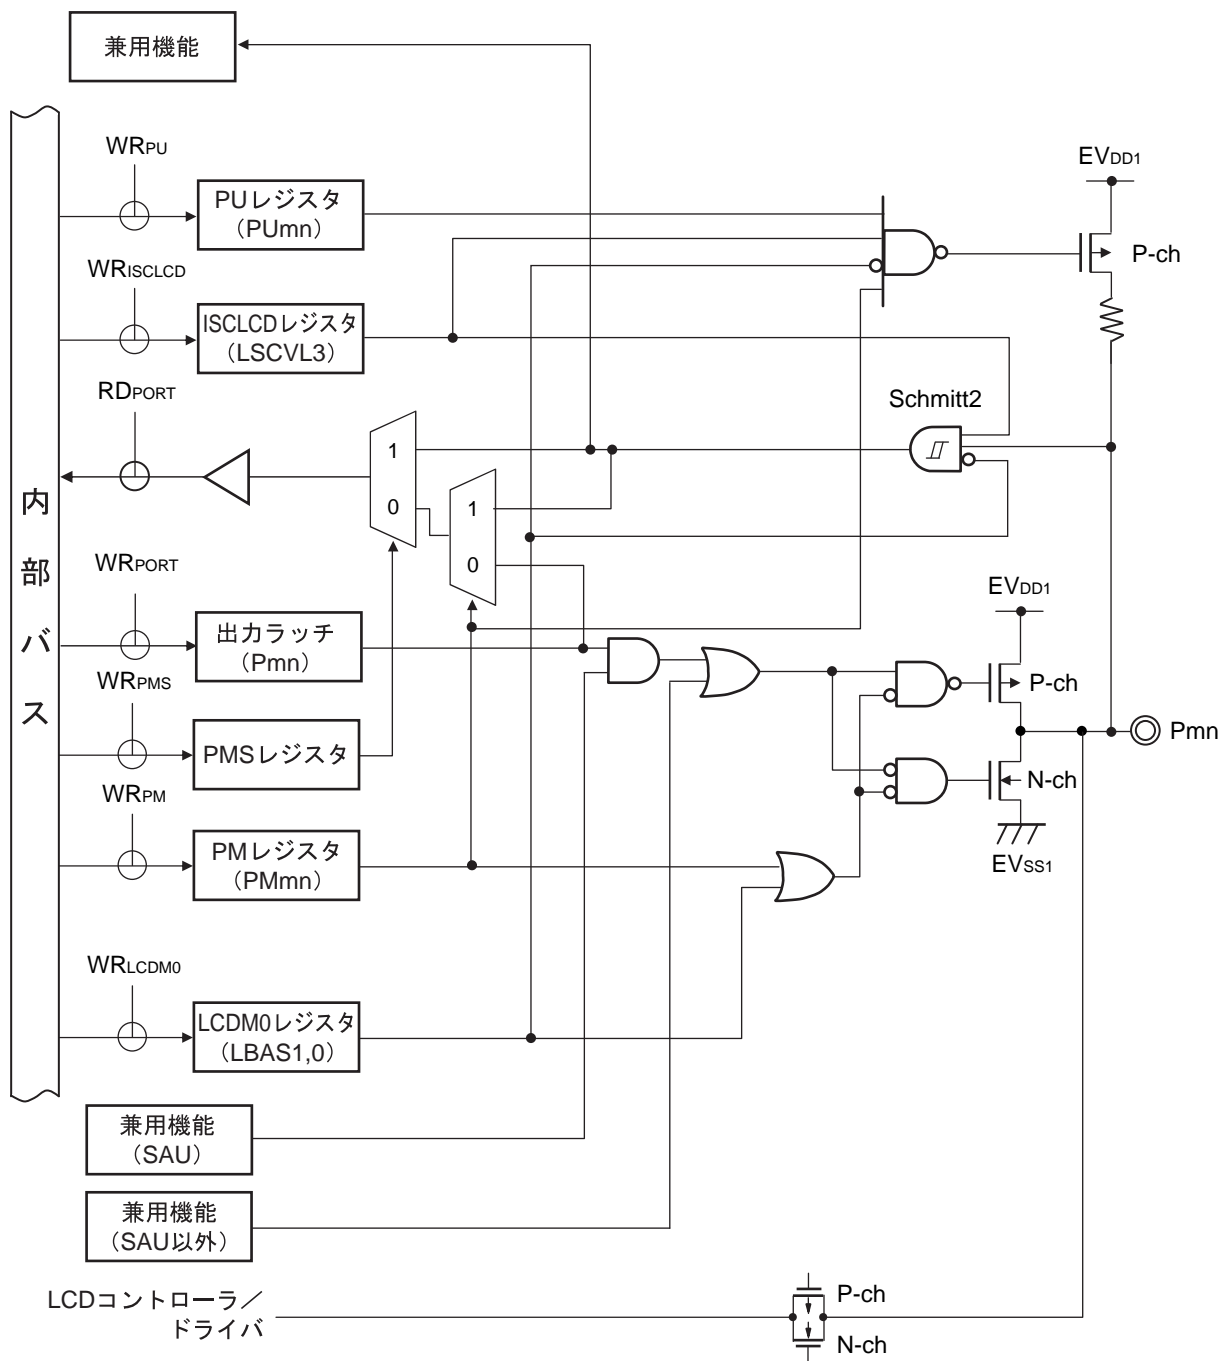 兼用機能
WRPU
EVDD1
PUレジスタ
(PUmn)
P-ch
WRISCLCD
ISCLCDレジスタ
(LSCVL3)
RDPORT
Schmitt2
1
0
1
0
内部バス
WRPORT
EVDD1
出力ラッチ
(Pmn)
WRPMS
P-ch
Pmn
PMSレジスタ
N-ch
WRPM
PMレジスタ
(PMmn)
EVSS1
WRLCDM0
LCDM0レジスタ
(LBAS1,0)
兼用機能
(SAU)
兼用機能
(SAU以外)
LCDコントローラ/
ドライバ
P-ch
N-ch